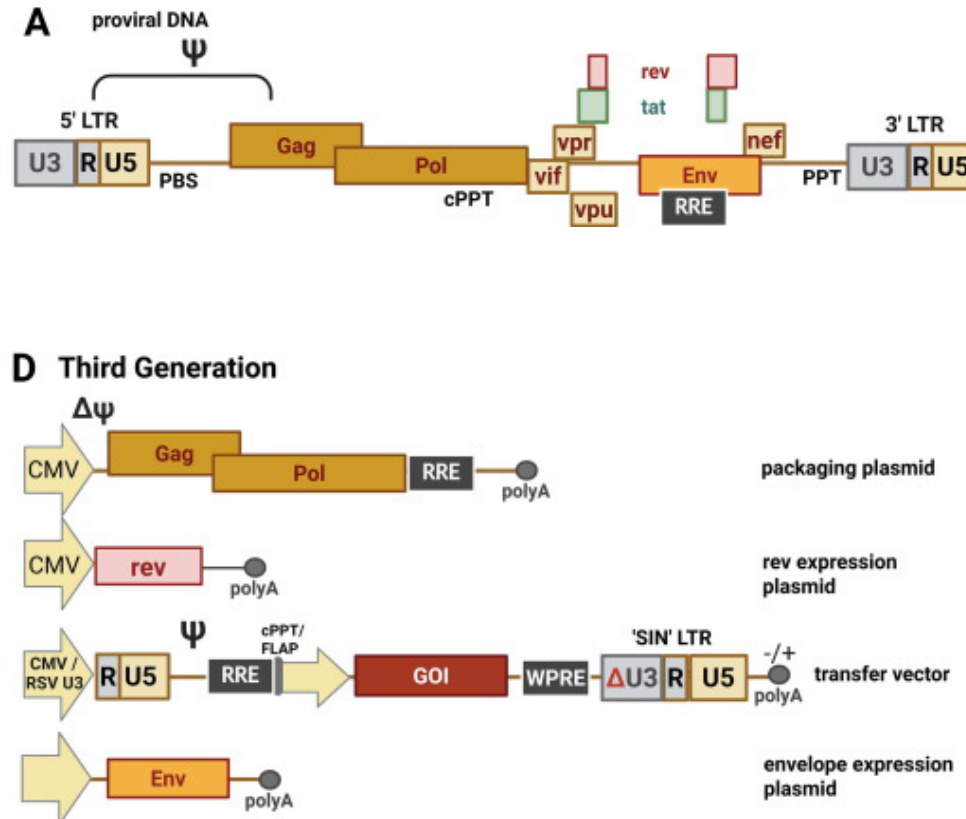 A
proviral DNA
Ψ
rev
tat
5' LTR
3' LTR
U3 R U5
PBS
Gag
Pol
cPPT
vif
vpr
vpu
Env
RRE
nef
PPT
U3 R U5
D Third Generation
Δψ
CMV
Gag
Pol
RRE
polyA
packaging plasmid
CMV
rev
polyA
rev expression
plasmid
CMV /
RSV U3
R U5
Ψ
RRE
cPPT/
FLAP
GOI
WPRE
'SIN' LTR
ΔU3 R U5
-/+
polyA
transfer vector
Env
polyA
envelope expression
plasmid